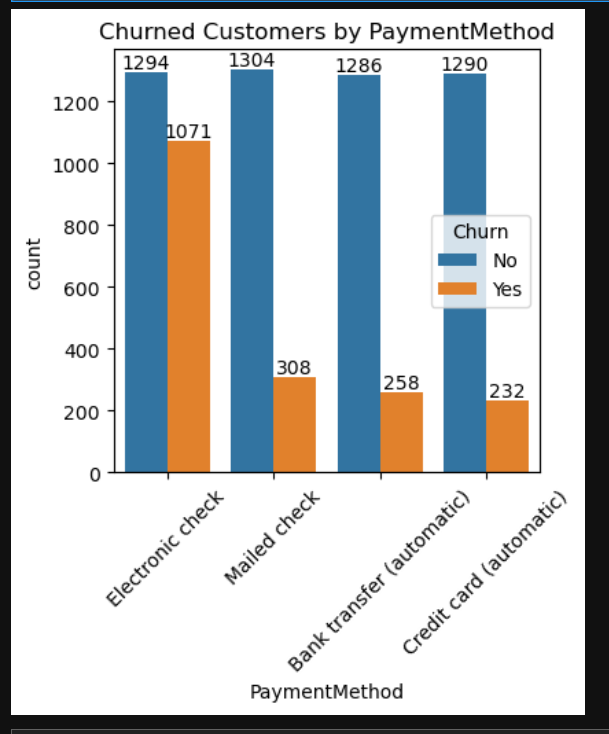 Churned Customers by PaymentMethod
1294
1304
1286
1290
1071
308
258
232
1200
1000
800
600
400
200
0
count
Churn
No
Yes
Electronic check
Mailed check
Bank transfer (automatic)
Credit card (automatic)
PaymentMethod